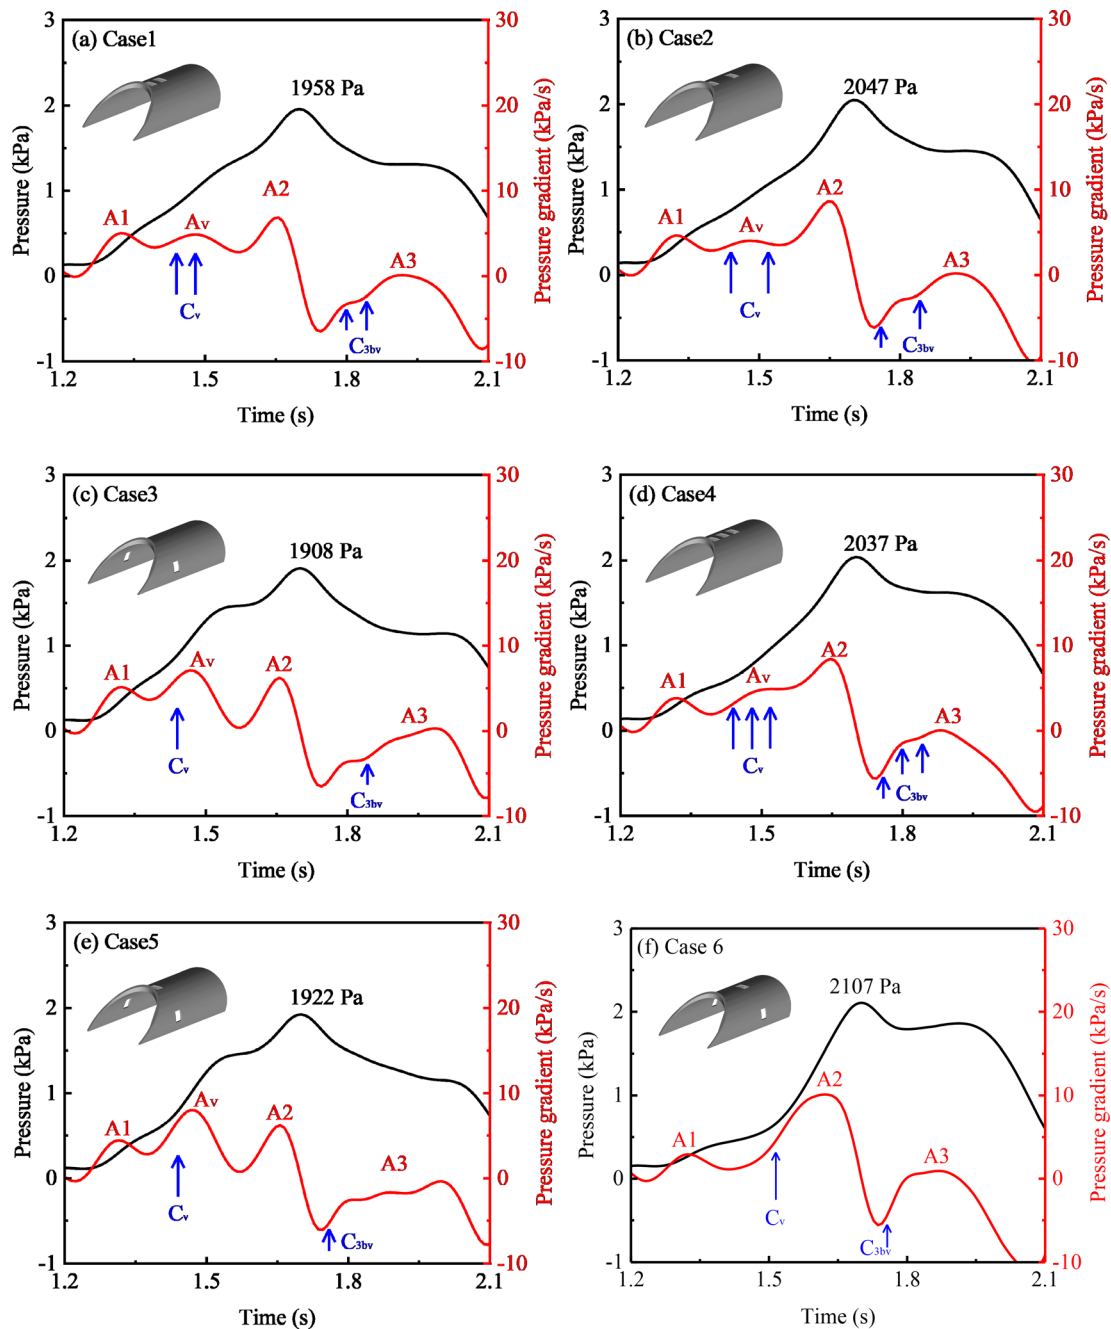 (a) Case1
1958 Pa
A1
Av
A2
A3
Cv
C3bv
3
2
1
0
-1
30
20
10
0
-10
1.2
1.5
1.8
2.1
Pressure (kPa)
Pressure gradient (kPa/s)
Time (s)
(b) Case2
2047 Pa
A1
Av
A2
A3
Cv
C3bv
3
2
1
0
-1
30
20
10
0
-10
1.2
1.5
1.8
2.1
Pressure (kPa)
Pressure gradient (kPa/s)
Time (s)
(c) Case3
1908 Pa
A1
Av
A2
A3
Cv
C3bv
3
2
1
0
-1
30
20
10
0
-10
1.2
1.5
1.8
2.1
Pressure (kPa)
Pressure gradient (kPa/s)
Time (s)
(d) Case4
2037 Pa
A1
Av
A2
A3
Cv
C3bv
3
2
1
0
-1
30
20
10
0
-10
1.2
1.5
1.8
2.1
Pressure (kPa)
Pressure gradient (kPa/s)
Time (s)
(e) Case5
1922 Pa
A1
Av
A2
A3
Cv
C3bv
3
2
1
0
-1
30
20
10
0
-10
1.2
1.5
1.8
2.1
Pressure (kPa)
Pressure gradient (kPa/s)
Time (s)
(f) Case 6
2107 Pa
A1
A2
A3
Cv
C3bv
3
2
1
0
-1
30
20
10
0
-10
1.2
1.5
1.8
2.1
Pressure (kPa)
Pressure gradient (kPa/s)
Time (s)